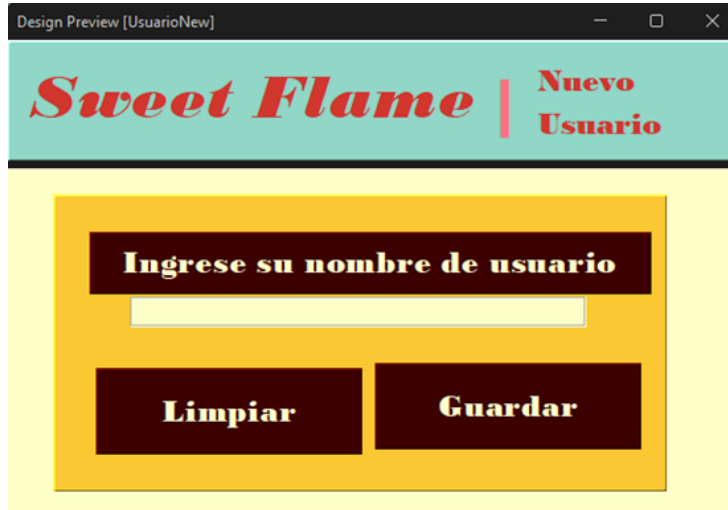 Design Preview [UsuarioNew]
Sweet Flame
Nuevo
Usuario
Ingrese su nombre de usuario
Limpiar
Guardar